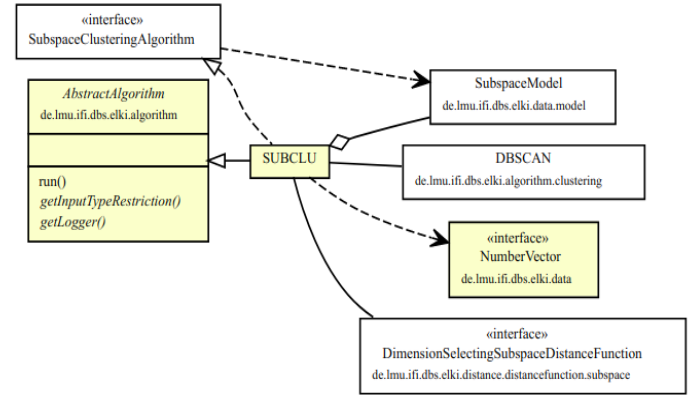 «interface»
SubspaceClusteringAlgorithm
AbstractAlgorithm
de.lmu.ifi.dbs.elki.algorithm
run()
getInputTypeRestriction()
getLogger()
SUBCLU
SubspaceModel
de.lmu.ifi.dbs.elki.data.model
DBSCAN
de.lmu.ifi.dbs.elki.algorithm.clustering
«interface»
NumberVector
de.lmu.ifi.dbs.elki.data
«interface»
DimensionSelectingSubspaceDistanceFunction
de.lmu.ifi.dbs.elki.distance.distancefunction.subspace